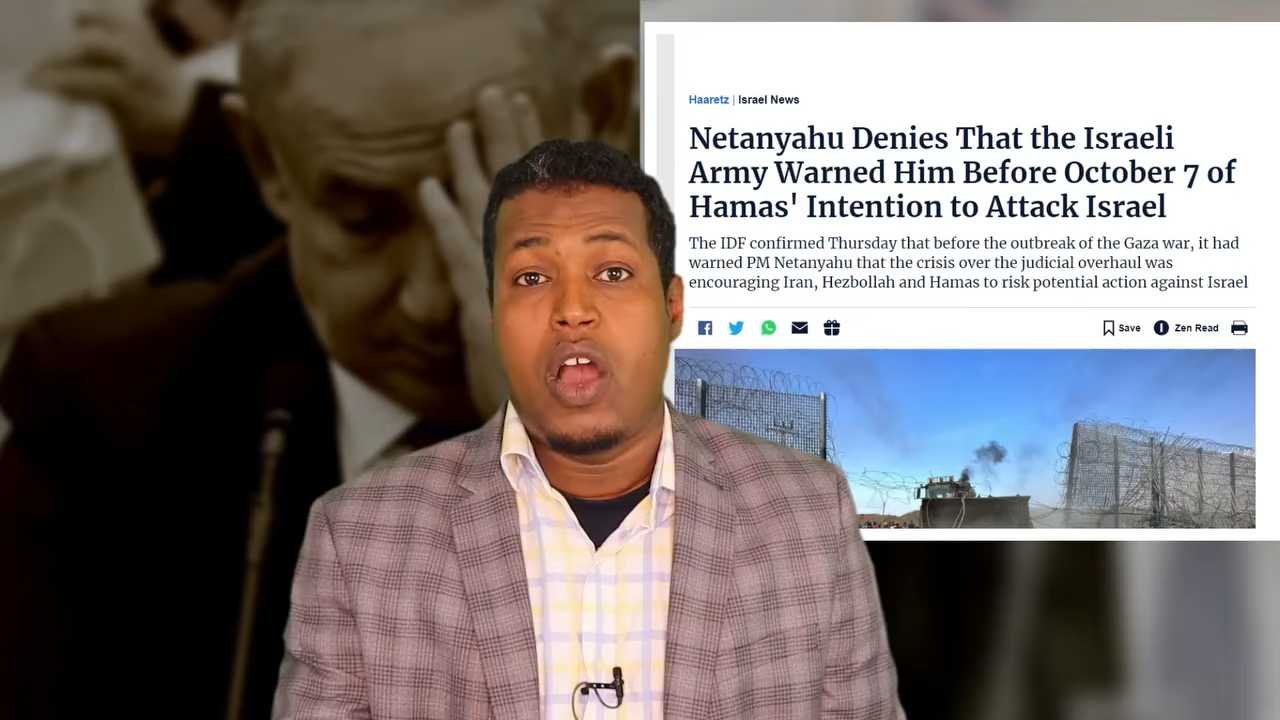 Haaretz | Israel News
Netanyahu Denies That the Israeli
Army Warned Him Before October 7 of
Hamas' Intention to Attack Israel
The IDF confirmed Thursday that before the outbreak of the Gaza war, it had
warned PM Netanyahu that the crisis over the judicial overhaul was
encouraging Iran, Hezbollah and Hamas to risk potential action against Israel
Save Zen Read